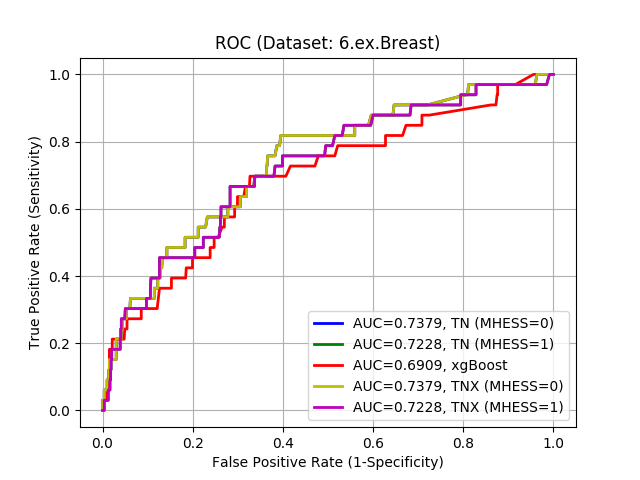 ROC (Dataset: 6.ex.Breast)
True Positive Rate (Sensitivity)
1.0
0.8
0.6
0.4
0.2
0.0
AUC=0.7379, TN (MHESS=0)
AUC=0.7228, TN (MHESS=1)
AUC=0.6909, xgBoost
AUC=0.7379, TNX (MHESS=0)
AUC=0.7228, TNX (MHESS=1)
0.0 0.2 0.4 0.6 0.8 1.0
False Positive Rate (1-Specificity)